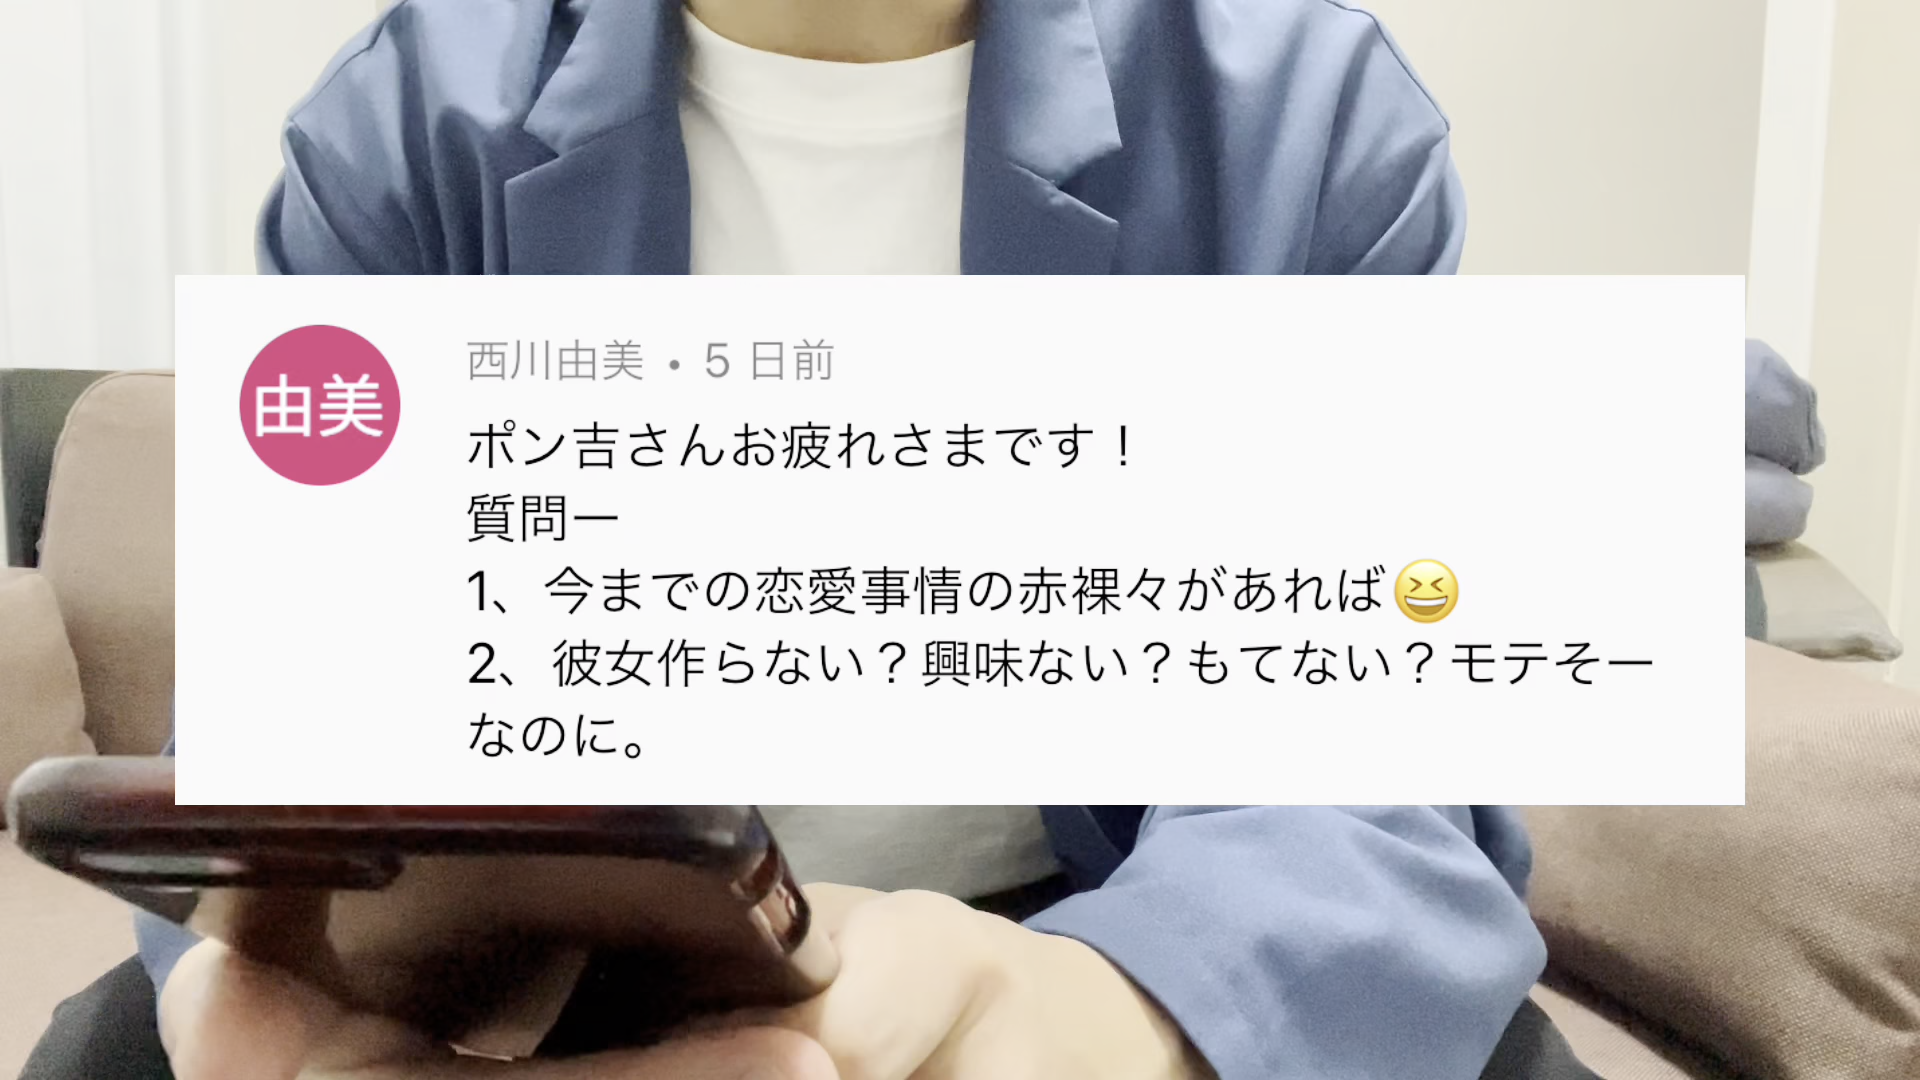 由美
西川由美 • 5 日前
ポン吉さんお疲れさまです！
質問ー
1、今までの恋愛事情の赤裸々があれば😆
2、彼女作らない？興味ない？もてない？モテそー
なのに。